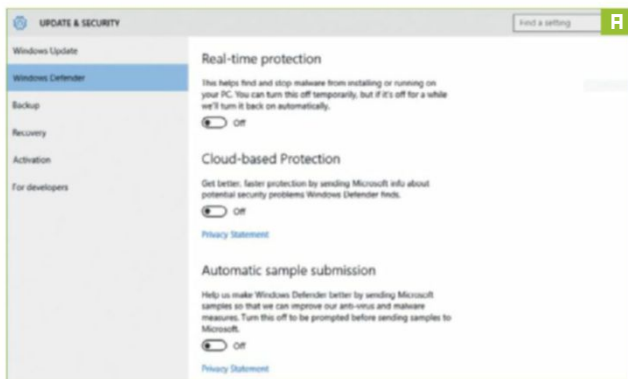 UPDATE & SECURITY
Find a setting
A
Windows Update
Windows Defender
Backup
Recovery
Activation
For developers
Real-time protection
This helps find and stop malware from installing or running on
your PC. You can turn this off temporarily, but if it's off for a while
we'll turn it back on automatically.
Off
Cloud-based Protection
Get better, faster protection by sending Microsoft info about
potential security problems Windows Defender finds.
Off
Privacy Statement
Automatic sample submission
Help us make Windows Defender better by sending Microsoft
samples so that we can improve our anti-virus and malware
measures. Turn this off to be prompted before sending samples to
Microsoft.
Off
Privacy Statement